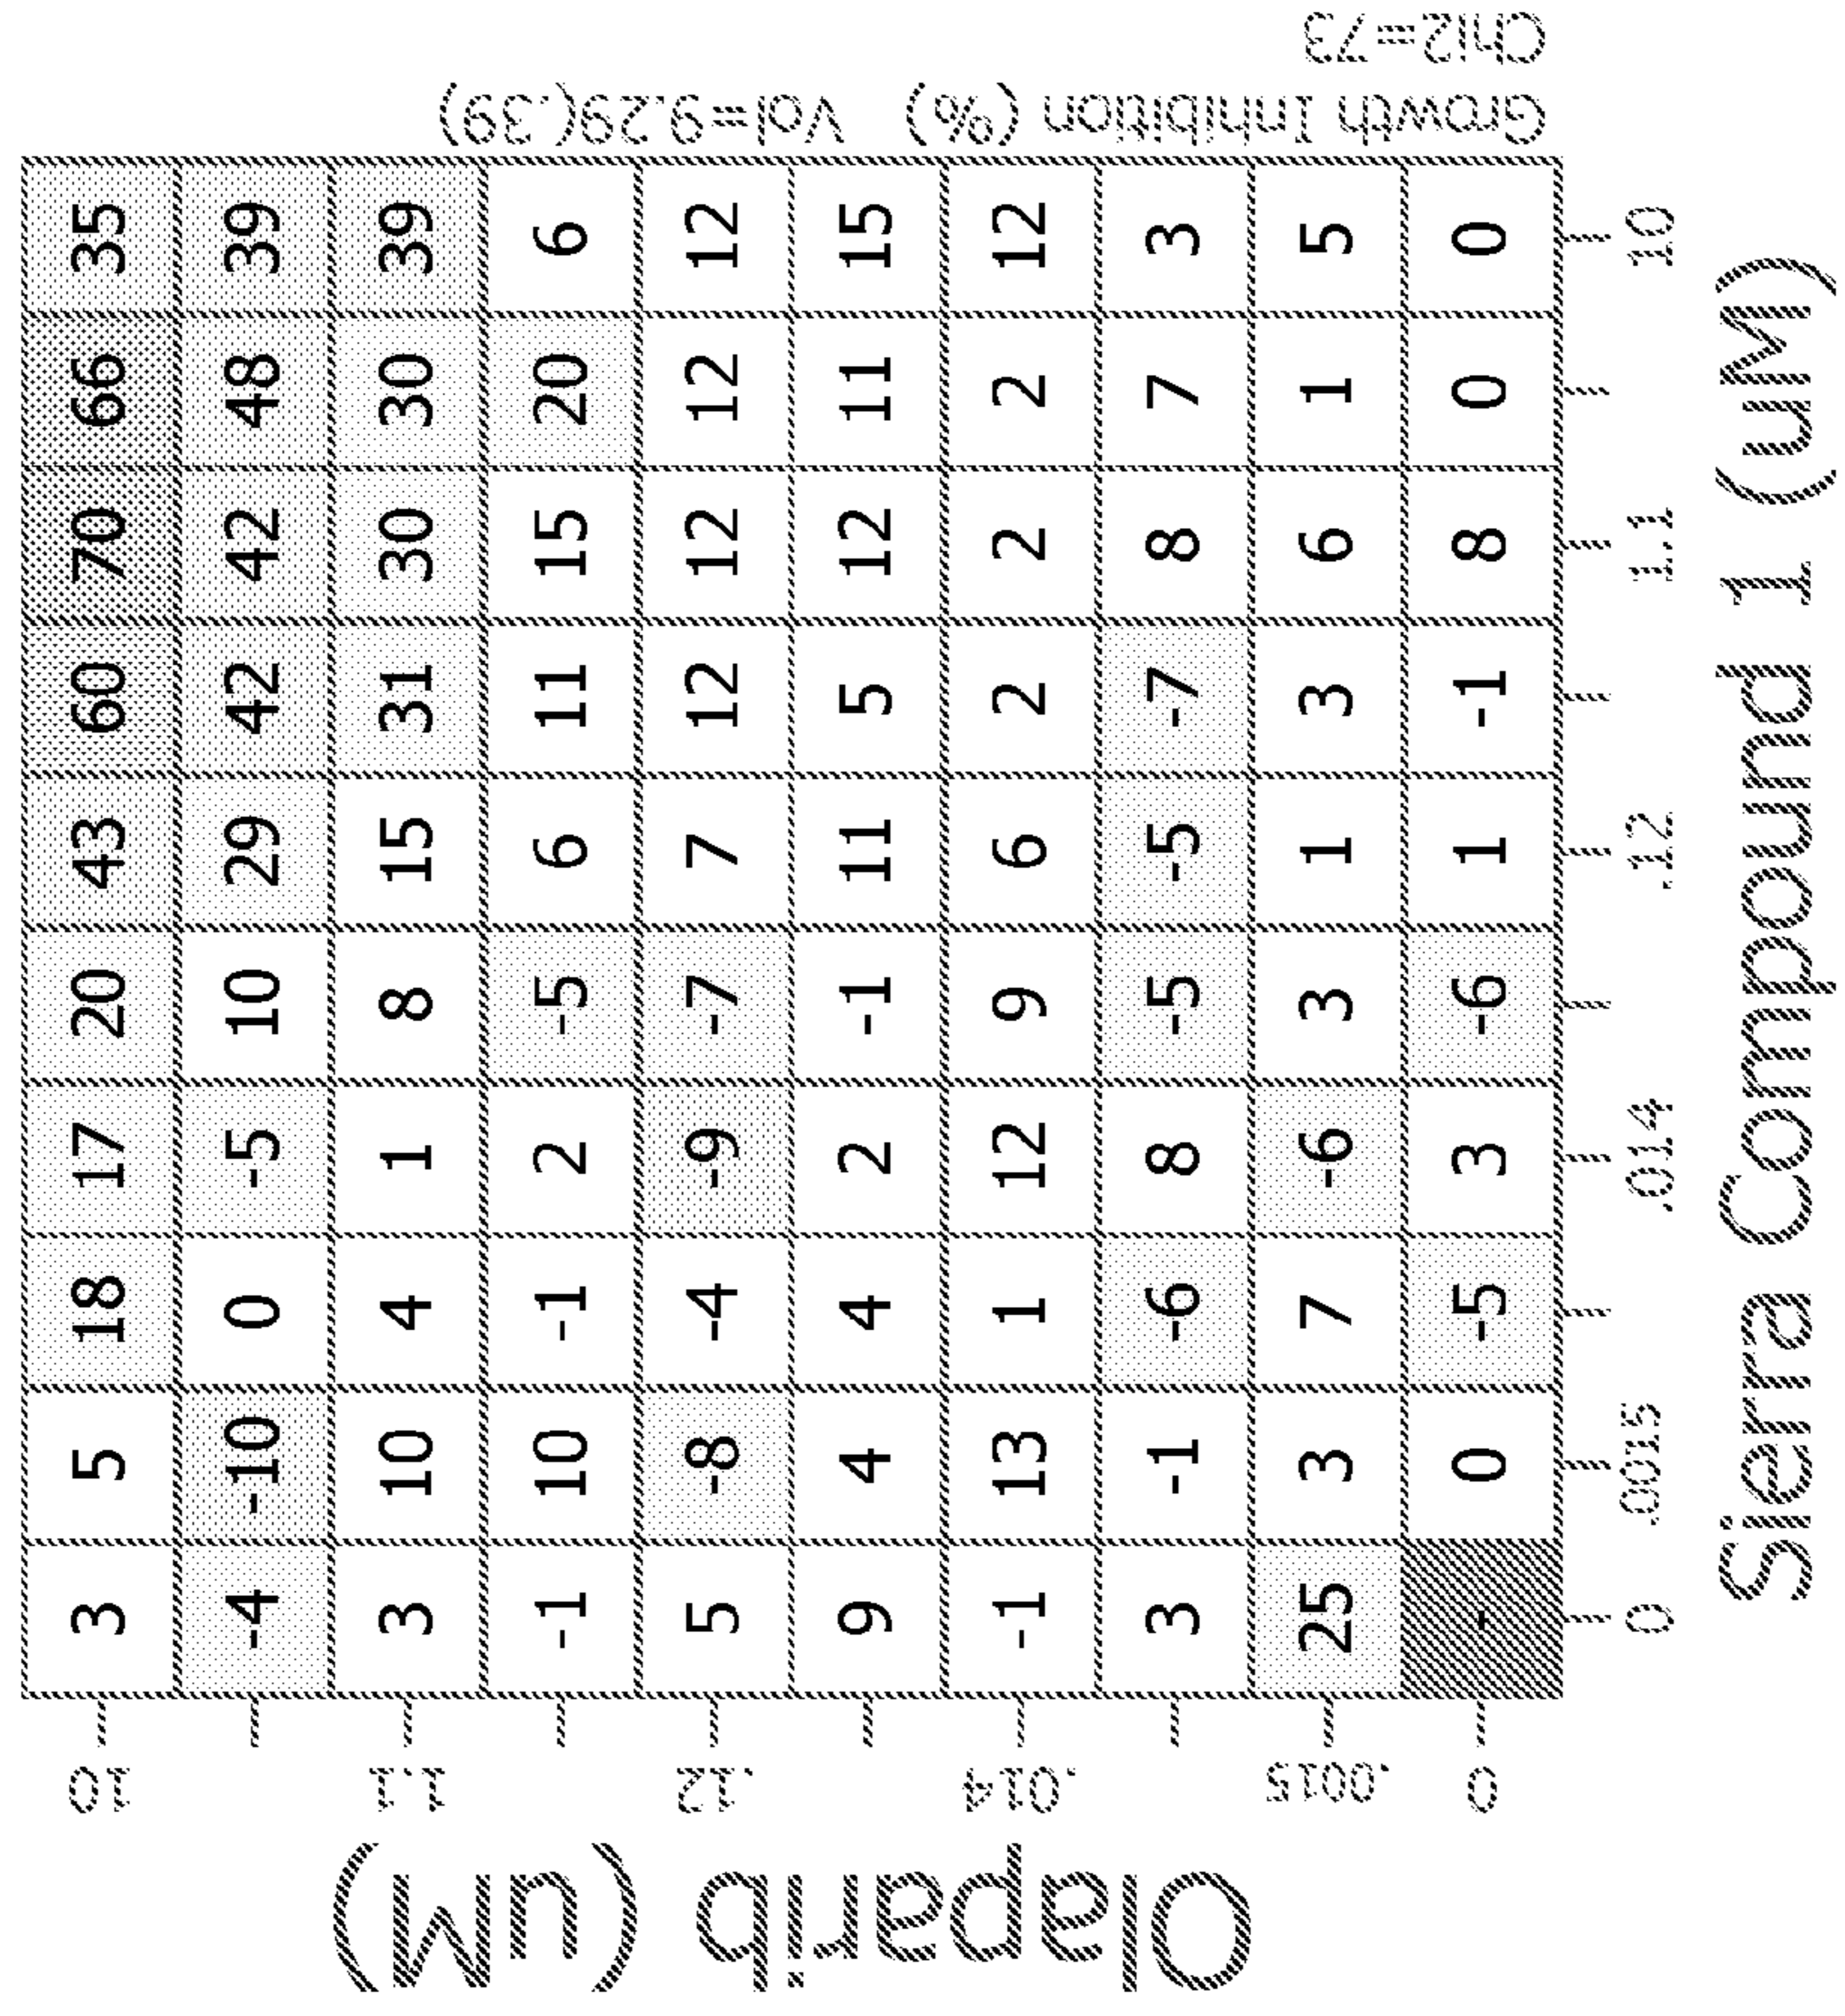 Olaparib (uM)
10 3 5 18 17 20 43 60 70 66 35
-4 -10 0 -5 10 29 42 42 48 39
1.1 3 10 4 1 8 15 31 30 30 39
-1 10 -1 2 -5 6 11 15 20 6
.12 5 -8 -4 -9 -7 7 12 12 12 12
9 4 4 2 -1 11 5 12 11 15
.014 -1 13 1 12 9 6 2 2 2 12
3 -1 -6 8 -5 -5 -7 8 7 3
.0015 25 3 7 -6 3 1 3 6 1 5
0 - 0 -5 3 -6 1 -1 8 0 0
0 .0015 .014 .12 1.1 10
Sierra Compound 1 (uM)
Growth Inhibition (%) Vol=9.29(.39)
Chi2=73